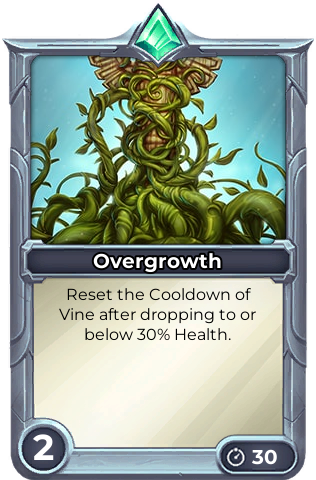 Overgrowth
Reset the Cooldown of
Vine after dropping to or
below 30% Health.
2
30